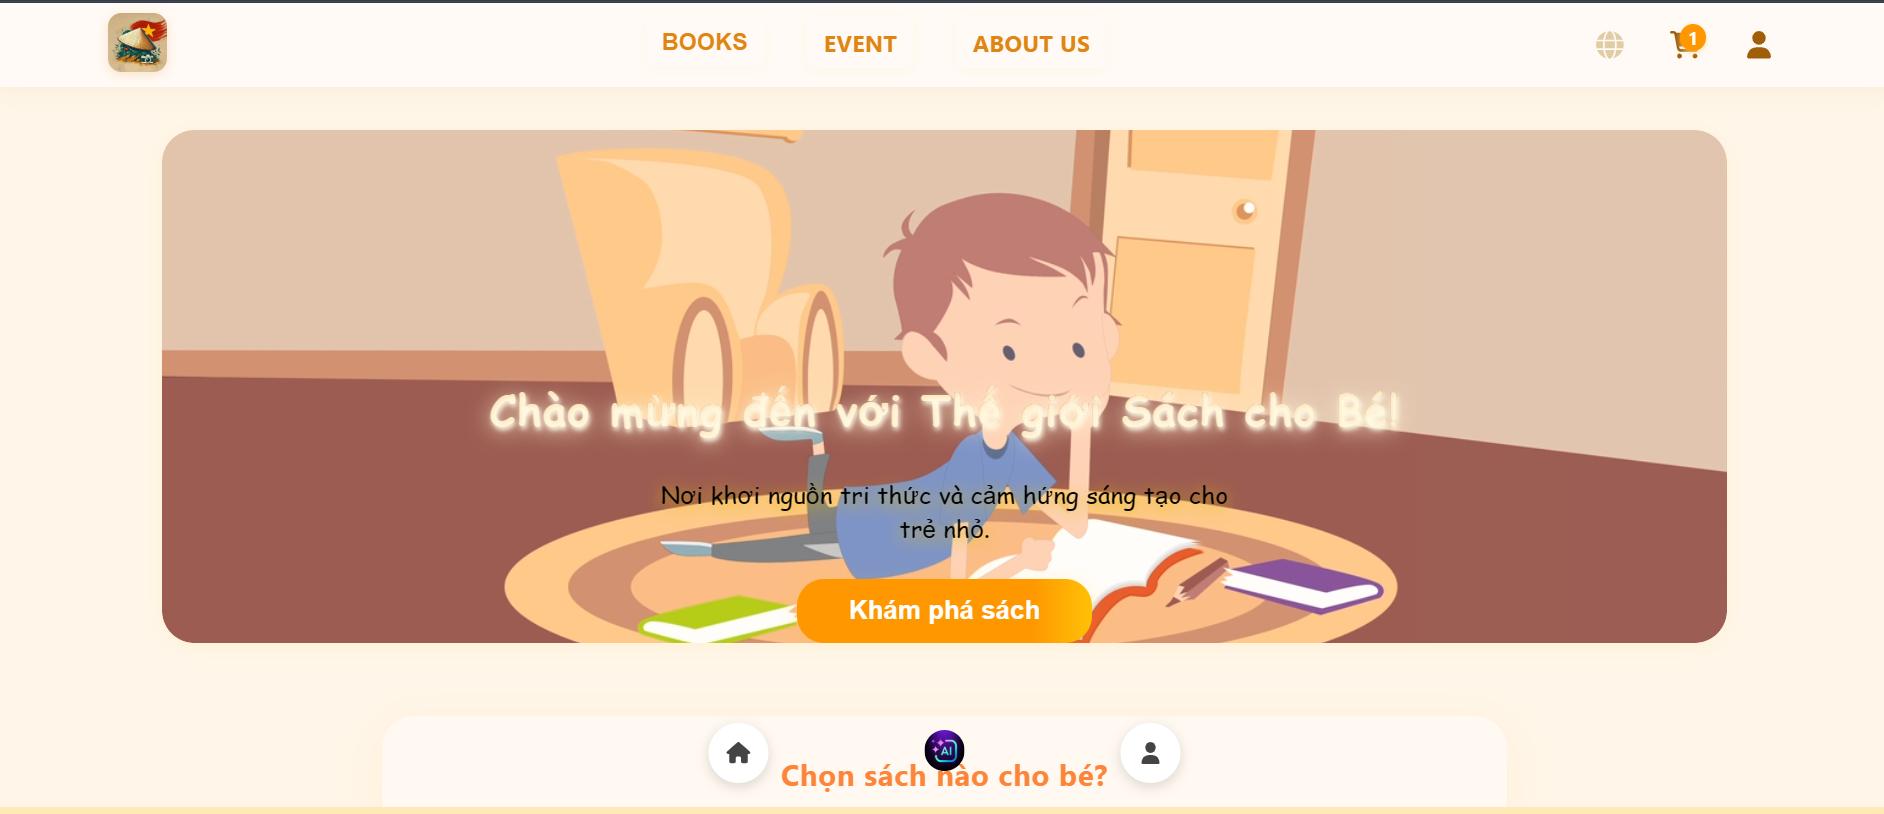 BOOKS
EVENT
ABOUT US
1
Chào mừng đến với Thế giới Sách cho Bé!
Nơi khơi nguồn tri thức và cảm hứng sáng tạo cho
trẻ nhỏ.
Khám phá sách
AI
Chọn sách nào cho bé?